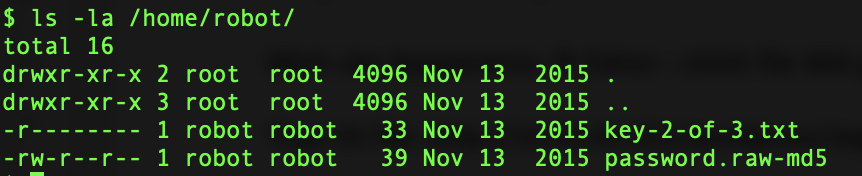 $ ls -la /home/robot/
total 16
drwxr-xr-x 2 root  root  4096 Nov 13  2015 .
drwxr-xr-x 3 root  root  4096 Nov 13  2015 ..
-r-------- 1 robot robot   33 Nov 13  2015 key-2-of-3.txt
-rw-r--r-- 1 robot robot   39 Nov 13  2015 password.raw-md5